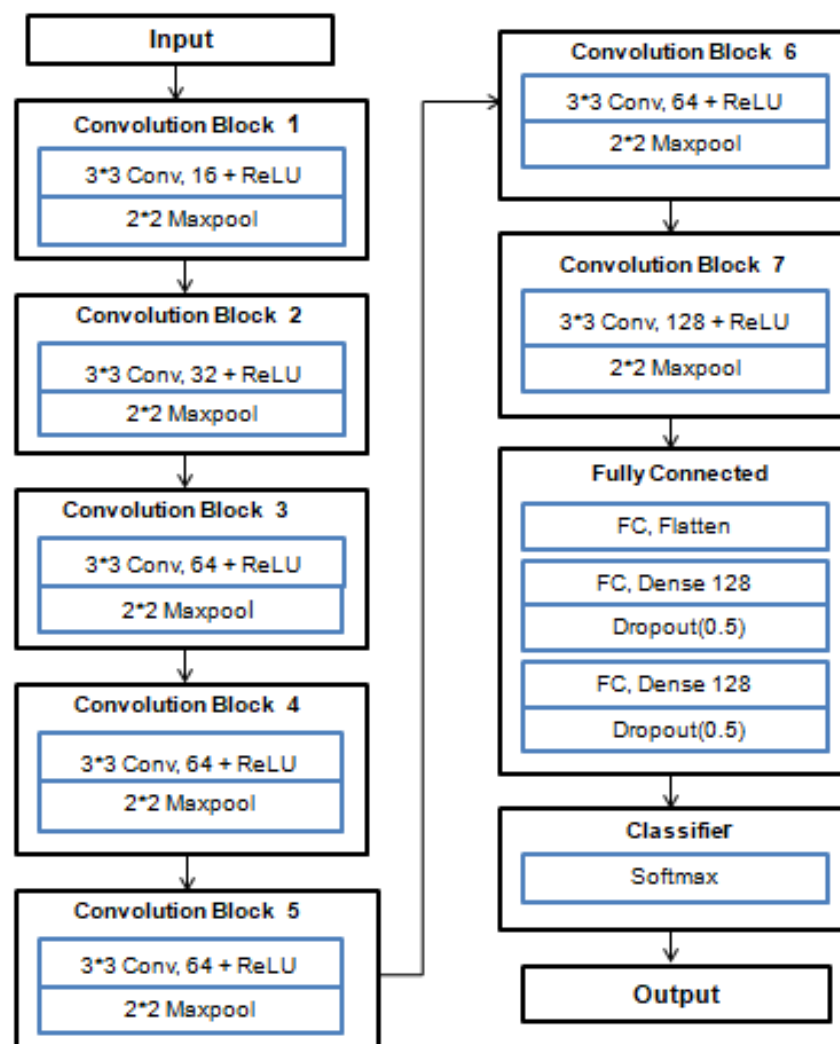 Input
Convolution Block 1
3*3 Conv, 16 + ReLU
2*2 Maxpool
Convolution Block 2
3*3 Conv, 32 + ReLU
2*2 Maxpool
Convolution Block 3
3*3 Conv, 64 + ReLU
2*2 Maxpool
Convolution Block 4
3*3 Conv, 64 + ReLU
2*2 Maxpool
Convolution Block 5
3*3 Conv, 64 + ReLU
2*2 Maxpool
Convolution Block 6
3*3 Conv, 64 + ReLU
2*2 Maxpool
Convolution Block 7
3*3 Conv, 128 + ReLU
2*2 Maxpool
Fully Connected
FC, Flatten
FC, Dense 128
Dropout(0.5)
FC, Dense 128
Dropout(0.5)
Classifier
Softmax
Output